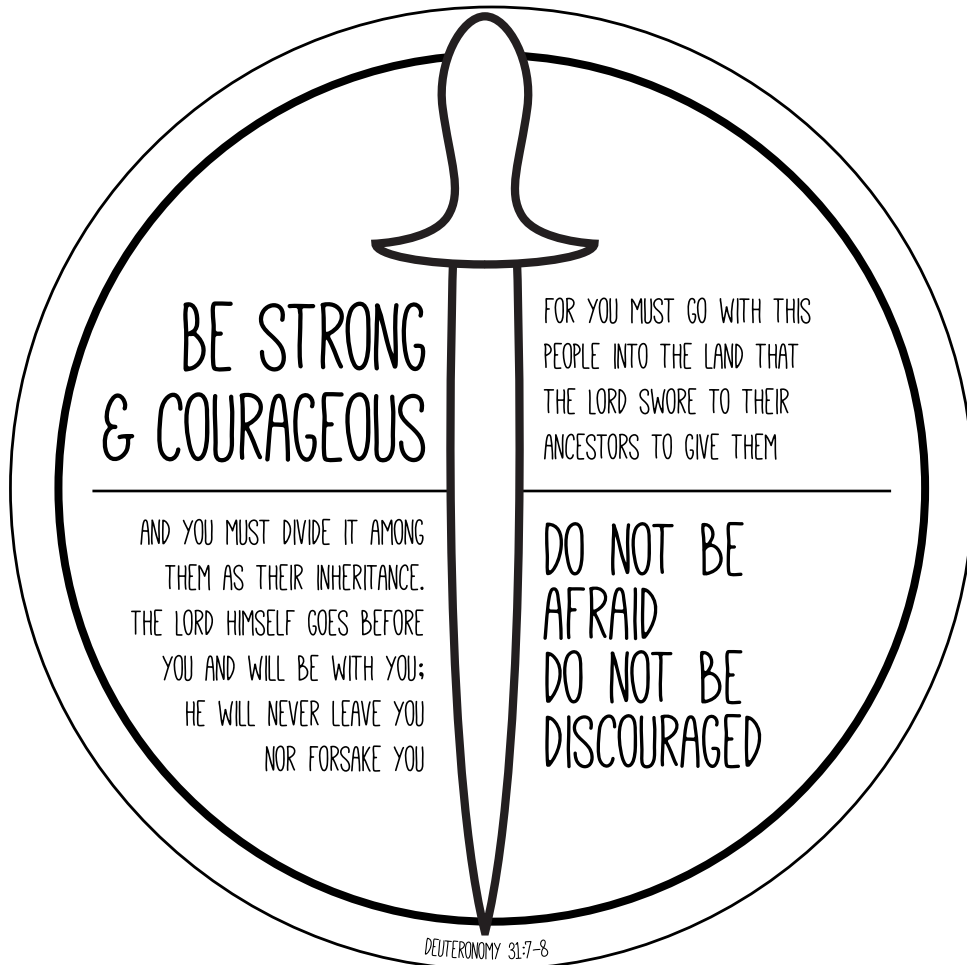 BE STRONG
& COURAGEOUS
FOR YOU MUST GO WITH THIS
PEOPLE INTO THE LAND THAT
THE LORD SWORE TO THEIR
ANCESTORS TO GIVE THEM
AND YOU MUST DIVIDE IT AMONG
THEM AS THEIR INHERITANCE.
THE LORD HIMSELF GOES BEFORE
YOU AND WILL BE WITH YOU;
HE WILL NEVER LEAVE YOU
NOR FORSAKE YOU
DO NOT BE
AFRAID
DO NOT BE
DISCOURAGED
DEUTERONOMY 31:7-8